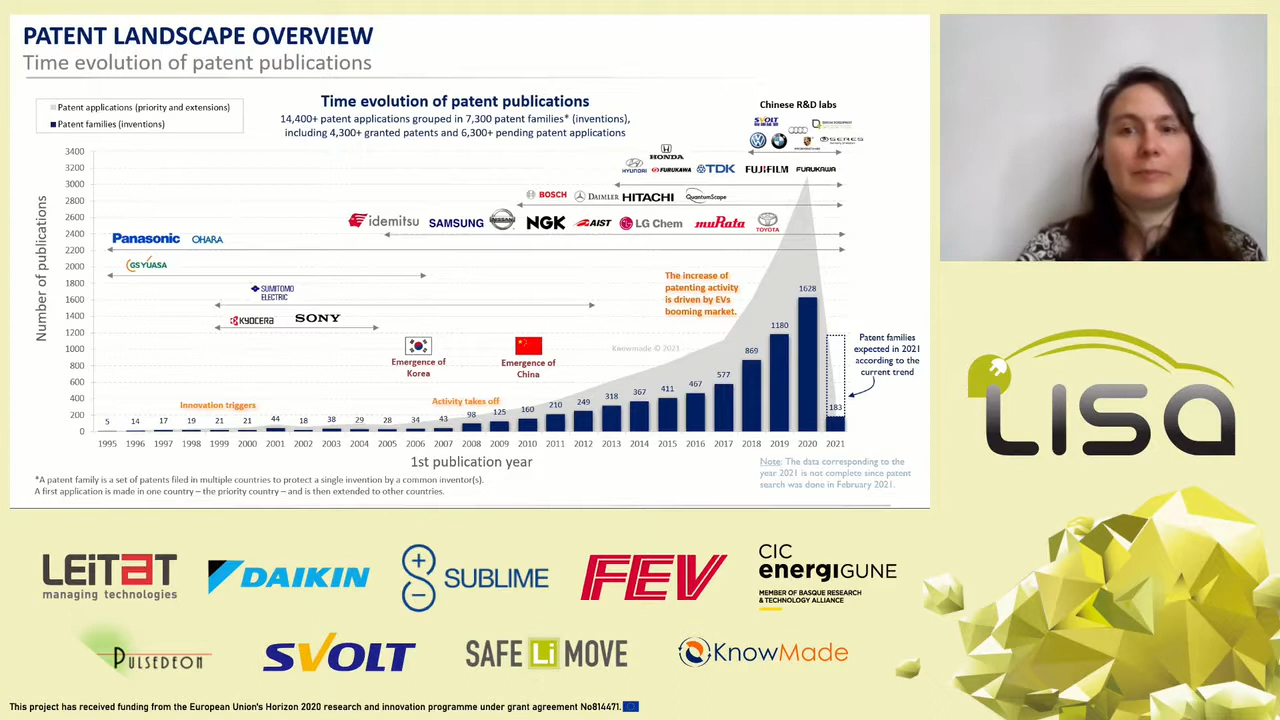 PATENT LANDSCAPE OVERVIEW
Time evolution of patent publications
Patent applications (priority and extensions)
Patent families (inventions)
Time evolution of patent publications
14,400+ patent applications grouped in 7,300 patent families* (inventions),
including 4,300+ granted patents and 6,300+ pending patent applications
Chinese R&D labs
SVOLT
SERES
HONDA
HYUNDAI
FURUKAWA
TDK
FUJIFILM
FURUKAWA
BOSCH
DAIMLER
HITACHI
QuantumScape
idemitsu
SAMSUNG
NISSAN
NGK
AIST
LG Chem
muRata
TOYOTA
Panasonic
OHARA
GS YUASA
SUMITOMO
ELECTRIC
KYOCERA
SONY
Number of publications
3400
3200
3000
2800
2600
2400
2200
2000
1800
1600
1400
1200
1000
800
600
400
200
0
The increase of
patenting activity
is driven by EVs
booming market.
Emergence of
Korea
Emergence of
China
Knowmade © 2021
Innovation triggers
Activity takes off
Patent families
expected in 2021
according to the
current trend
5 14 17 19 21 21 44 18 38 29 28 34 43 98 125 160 210 249 318 367 411 467 577 869 1180 1628 183
1995 1996 1997 1998 1999 2000 2001 2002 2003 2004 2005 2006 2007 2008 2009 2010 2011 2012 2013 2014 2015 2016 2017 2018 2019 2020 2021
1st publication year
Note: The data corresponding to the
year 2021 is not complete since patent
search was done in February 2021.
*A patent family is a set of patents filed in multiple countries to protect a single invention by a common inventor(s).
A first application is made in one country – the priority country – and is then extended to other countries.
LISA
LEITAT
managing technologies
DAIKIN
SUBLIME
FEV
CIC
energiGUNE
MEMBER OF BASQUE RESEARCH
& TECHNOLOGY ALLIANCE
PULSEDEON
SVOLT
SAFE Li MOVE
KnowMade
This project has received funding from the European Union's Horizon 2020 research and innovation programme under grant agreement No814471.